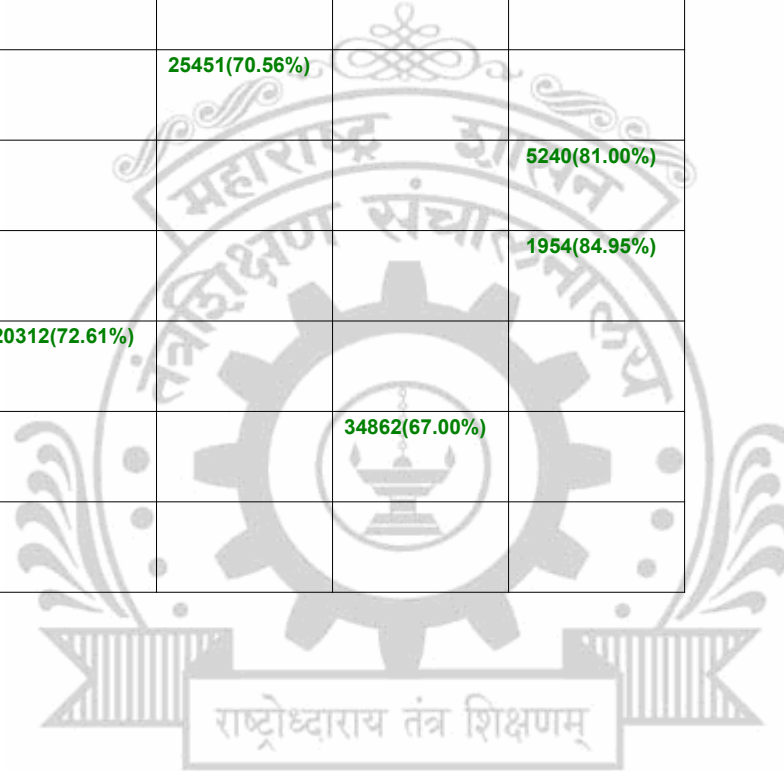 25451(70.56%)
महाराष्ट्र शासन
5240(81.00%)
तंत्रशिक्षण संचालनालय
1954(84.95%)
20312(72.61%)
34862(67.00%)
राष्ट्रोध्दाराय तंत्र शिक्षणम्